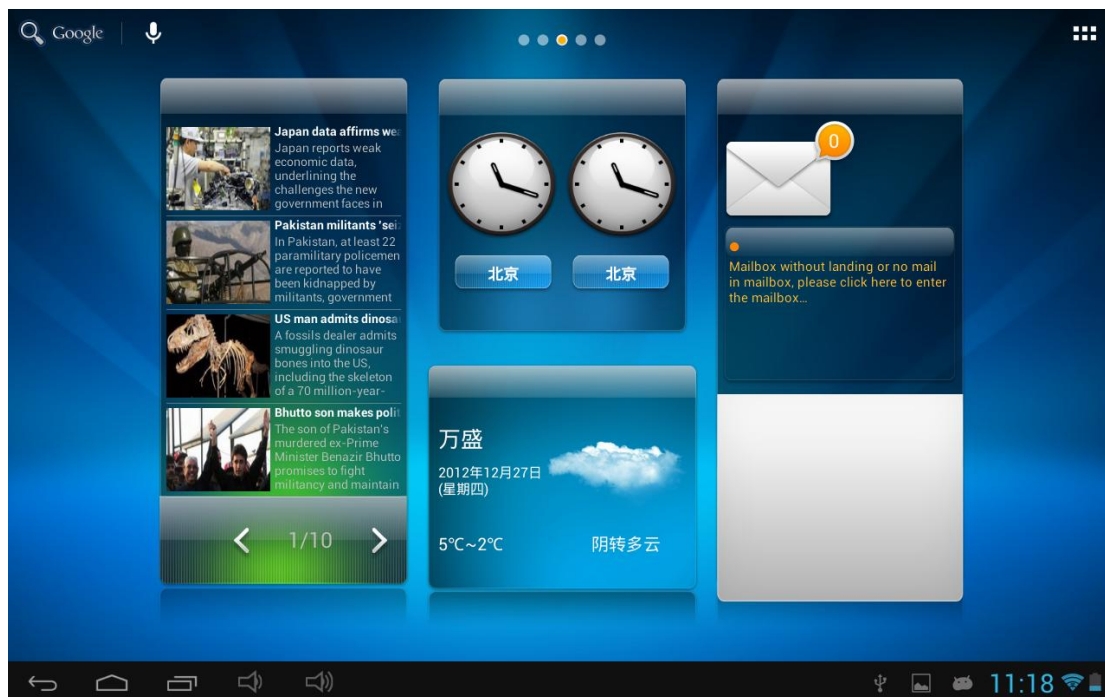 Google
Japan data affirms we
Japan reports weak
economic data,
underlining the
challenges the new
government faces in
Pakistan militants 'sei
In Pakistan, at least 22
paramilitary policemen
are reported to have
been kidnapped by
militants, government
US man admits dinosa
A fossils dealer admits
smuggling dinosaur
bones into the US,
including the skeleton
of a 70 million-year-
Bhutto son makes polit
The son of Pakistan's
murdered ex-Prime
Minister Benazir Bhutto
promises to fight
militancy and maintain
1/10
北京
北京
万盛
2012年12月27日
(星期四)
5℃~2℃
阴转多云
0
Mailbox without landing or no mail
in mailbox, please click here to enter
the mailbox...
11:18